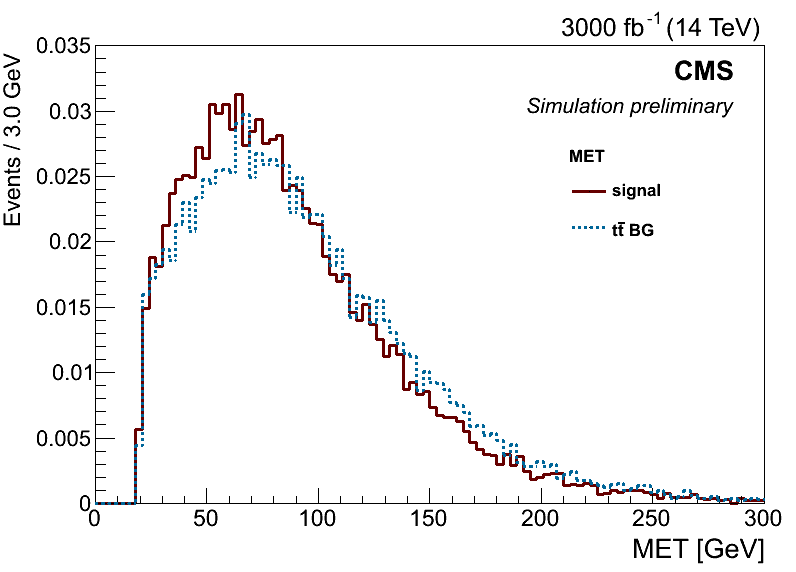 3000 fb⁻¹ (14 TeV)
CMS
Simulation preliminary
MET
signal
tt̄ BG
Events / 3.0 GeV
0.035
0.03
0.025
0.02
0.015
0.01
0.005
0
0 50 100 150 200 250 300
MET [GeV]